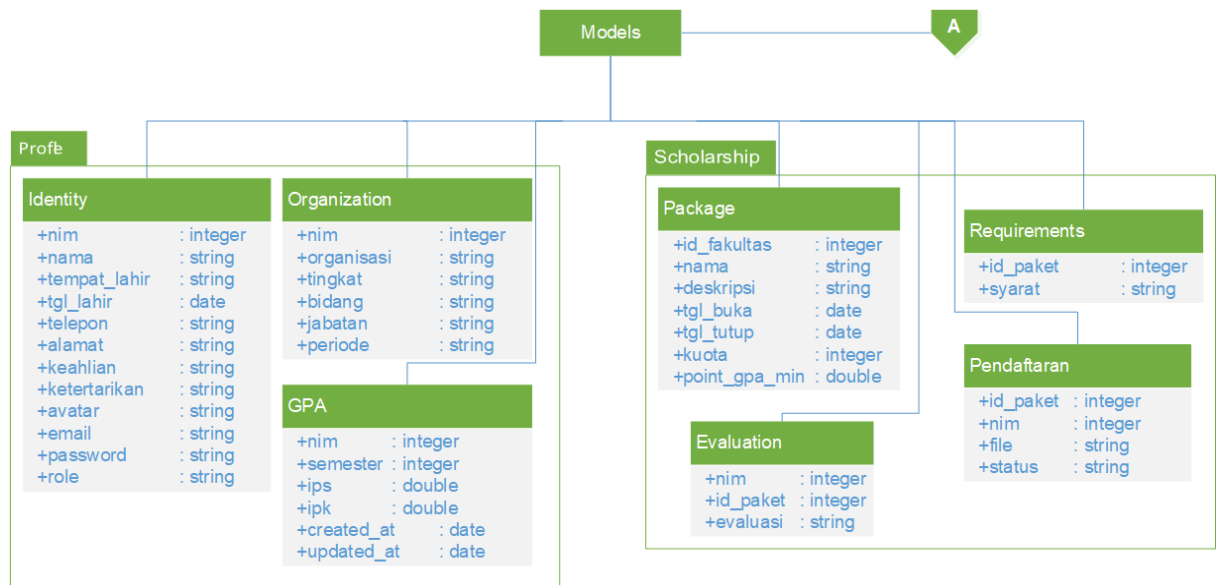 Models
A
Profle
Identity
+nim : integer
+nama : string
+tempat_lahir : string
+tgl_lahir : date
+telepon : string
+alamat : string
+keahlian : string
+ketertarikan : string
+avatar : string
+email : string
+password : string
+role : string
Organization
+nim : integer
+organisasi : string
+tingkat : string
+bidang : string
+jabatan : string
+periode : string
GPA
+nim : integer
+semester : integer
+ips : double
+ipk : double
+created_at : date
+updated_at : date
Scholarship
Package
+id_fakultas : integer
+nama : string
+deskripsi : string
+tgl_buka : date
+tgl_tutup : date
+kuota : integer
+point_gpa_min : double
Evaluation
+nim : integer
+id_paket : integer
+evaluasi : string
Requirements
+id_paket : integer
+syarat : string
Pendaftaran
+id_paket : integer
+nim : integer
+file : string
+status : string